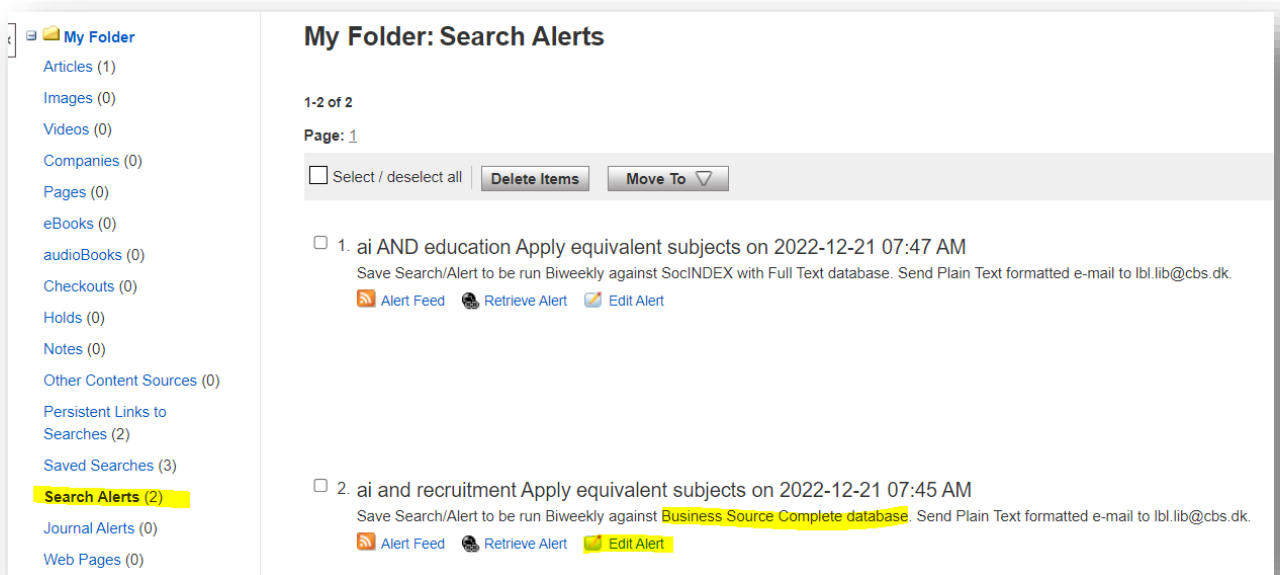 My Folder
Articles (1)
Images (0)
Videos (0)
Companies (0)
Pages (0)
eBooks (0)
audioBooks (0)
Checkouts (0)
Holds (0)
Notes (0)
Other Content Sources (0)
Persistent Links to
Searches (2)
Saved Searches (3)
Search Alerts (2)
Journal Alerts (0)
Web Pages (0)
My Folder: Search Alerts
1-2 of 2
Page: 1
Select / deselect all Delete Items Move To
1. ai AND education Apply equivalent subjects on 2022-12-21 07:47 AM
Save Search/Alert to be run Biweekly against SocINDEX with Full Text database. Send Plain Text formatted e-mail to lbl.lib@cbs.dk.
Alert Feed Retrieve Alert Edit Alert
2. ai and recruitment Apply equivalent subjects on 2022-12-21 07:45 AM
Save Search/Alert to be run Biweekly against Business Source Complete database. Send Plain Text formatted e-mail to lbl.lib@cbs.dk.
Alert Feed Retrieve Alert Edit Alert